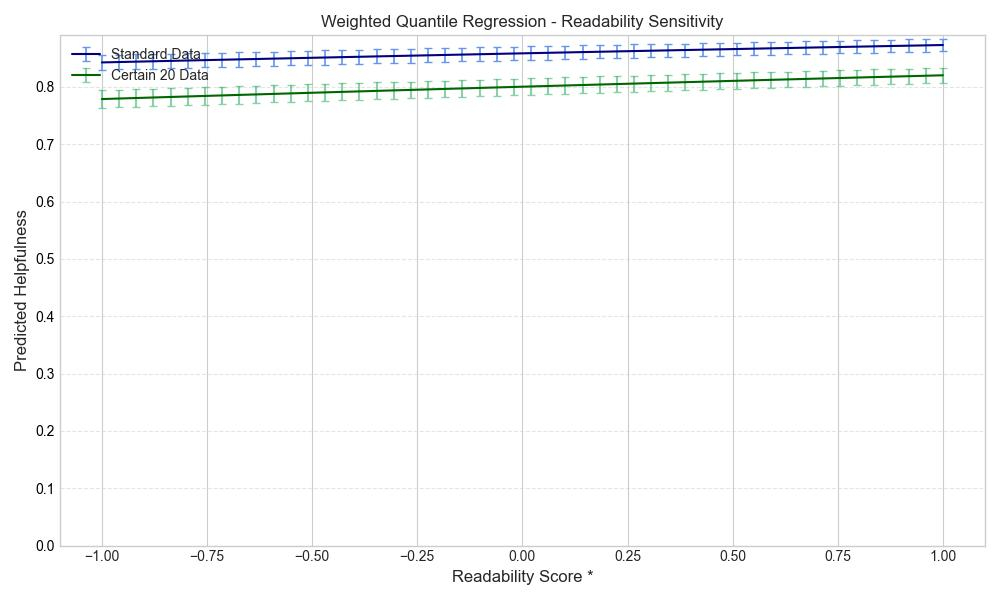 Weighted Quantile Regression - Readability Sensitivity
Standard Data
Certain 20 Data
Predicted Helpfulness
0.8
0.7
0.6
0.5
0.4
0.3
0.2
0.1
0.0
−1.00 −0.75 −0.50 −0.25 0.00 0.25 0.50 0.75 1.00
Readability Score *